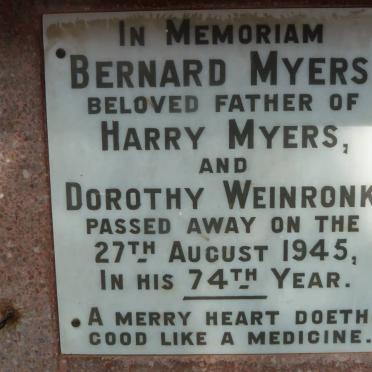 In Memoriam
Bernard Myers
beloved father of
Harry Myers,
and
Dorothy Weinronk
passed away on the
27th August 1945,
In his 74th Year.
A merry heart doeth
good like a medicine.